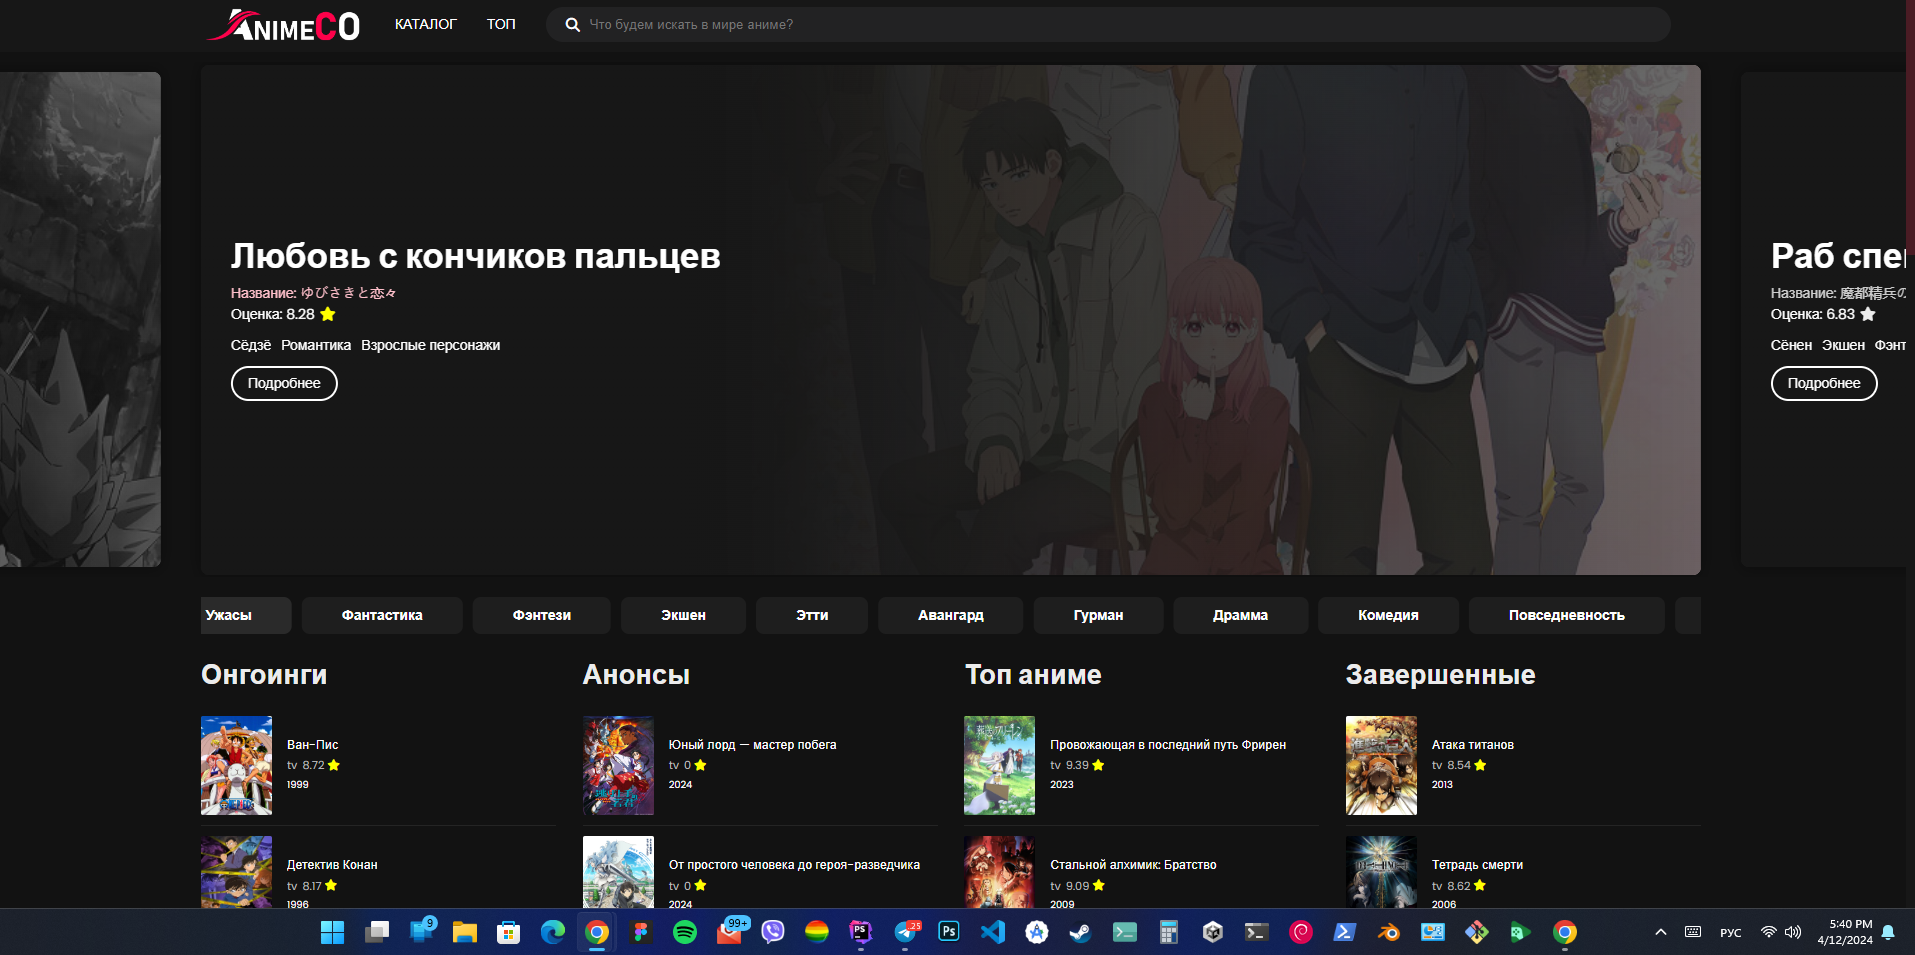 ANIMECO
КАТАЛОГ
ТОП
Что будем искать в мире аниме?
Любовь с кончиков пальцев
Название: ゆびさきと恋々
Оценка: 8.28
Сёдзё Романтика Взрослые персонажи
Подробнее
Раб спе
Название: 魔都精兵の
Оценка: 6.83
Сёнен Экшен Фэнт
Подробнее
Ужасы
Фантастика
Фэнтези
Экшен
Этти
Авангард
Гурман
Драмма
Комедия
Повседневность
Онгоинги
Ван-Пис
tv 8.72
1999
Детектив Конан
tv 8.17
1996
Анонсы
Юный лорд — мастер побега
tv 0
2024
От простого человека до героя-разведчика
tv 0
2024
Топ аниме
Провожающая в последний путь Фрирен
tv 9.39
2023
Стальной алхимик: Братство
tv 9.09
2009
Завершенные
Атака титанов
tv 8.54
2013
Тетрадь смерти
tv 8.62
2006
9
99+
PS
25
Ps
РУС
5:40 PM
4/12/2024